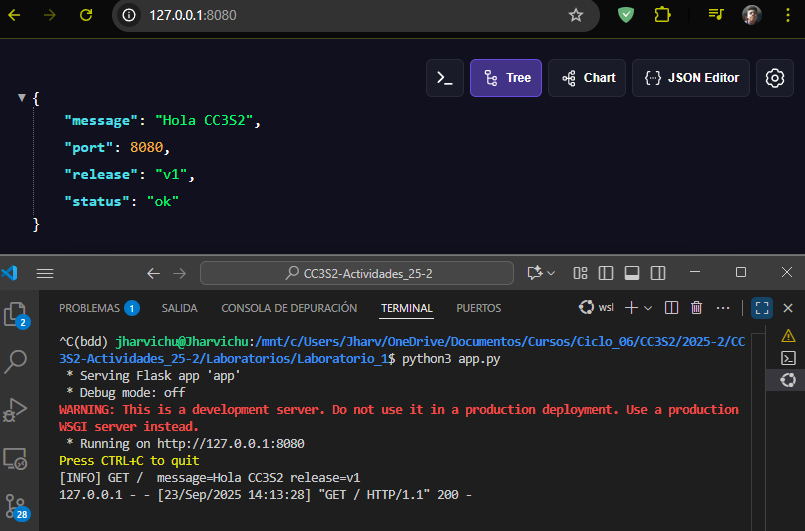 127.0.0.1:8080
Tree
Chart
JSON Editor
{
"message": "Hola CC3S2",
"port": 8080,
"release": "v1",
"status": "ok"
}
CC3S2-Actividades_25-2
PROBLEMAS 1 SALIDA CONSOLA DE DEPURACIÓN TERMINAL PUERTOS wsl
2
28
^C(bdd) jharvichu@Jharvichu:/mnt/c/Users/Jharv/OneDrive/Documentos/Cursos/Ciclo_06/CC3S2/2025-2/CC
3S2-Actividades_25-2/Laboratorios/Laboratorio_1$ python3 app.py
* Serving Flask app 'app'
* Debug mode: off
WARNING: This is a development server. Do not use it in a production deployment. Use a production
WSGI server instead.
* Running on http://127.0.0.1:8080
Press CTRL+C to quit
[INFO] GET /  message=Hola CC3S2 release=v1
127.0.0.1 - - [23/Sep/2025 14:13:28] "GET / HTTP/1.1" 200 -